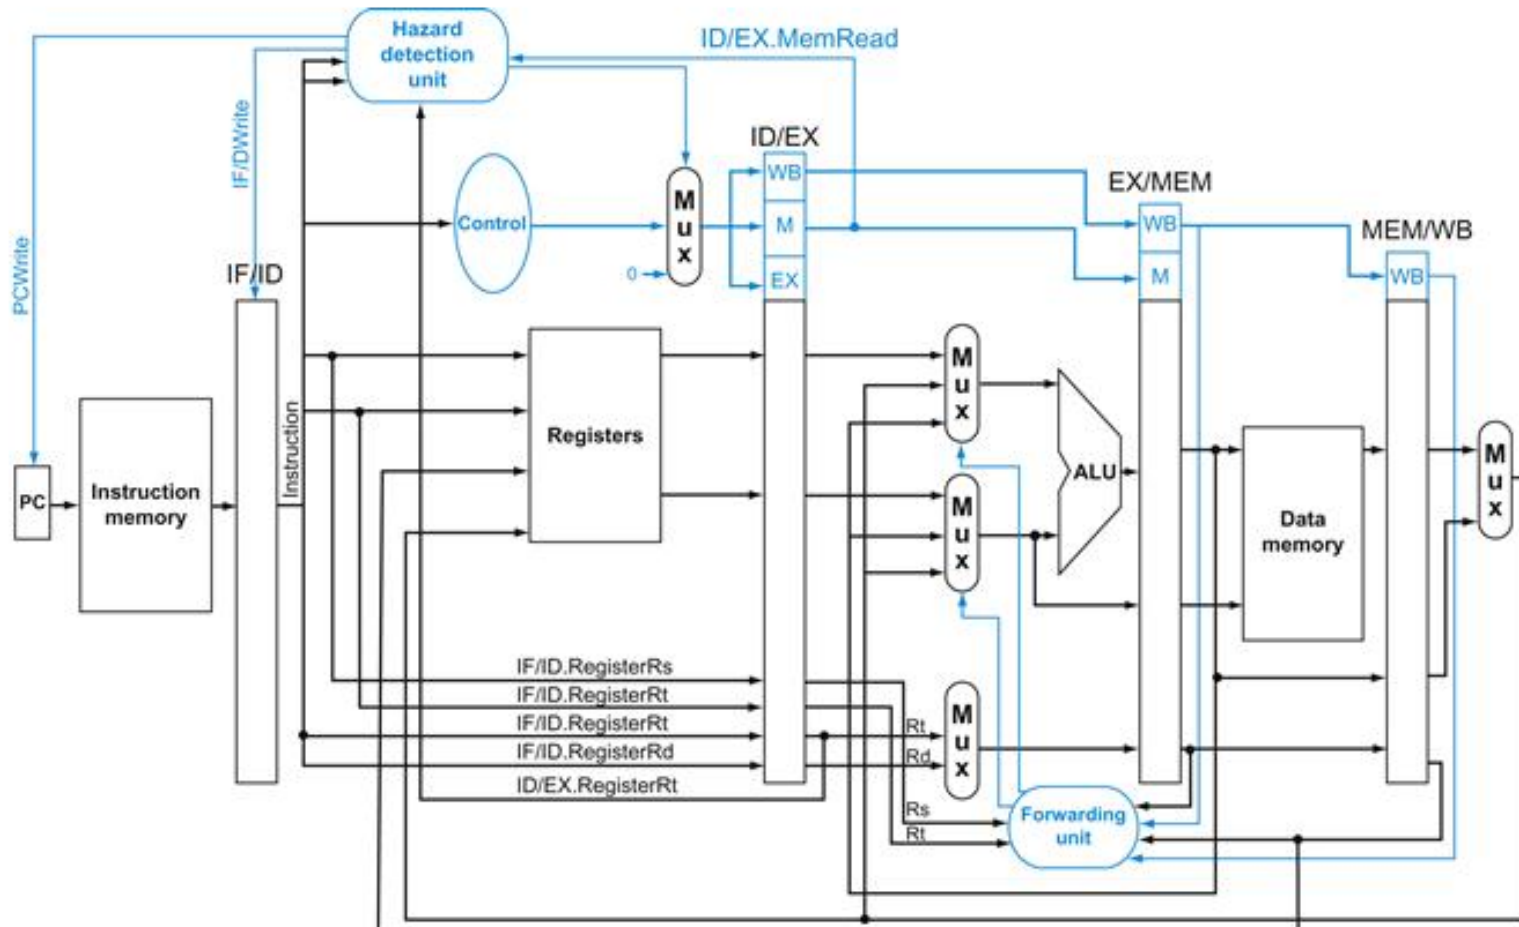 Hazard
detection
unit
ID/EX.MemRead
IF/DWrite
PCWrite
ID/EX
WB
M
EX
Control
M
u
x
0
EX/MEM
WB
M
MEM/WB
WB
IF/ID
Instruction
PC
Instruction
memory
Registers
M
u
x
M
u
x
ALU
Data
memory
M
u
x
IF/ID.RegisterRs
IF/ID.RegisterRt
IF/ID.RegisterRt
IF/ID.RegisterRd
ID/EX.RegisterRt
Rt
Rd
M
u
x
Rs
Rt
Forwarding
unit